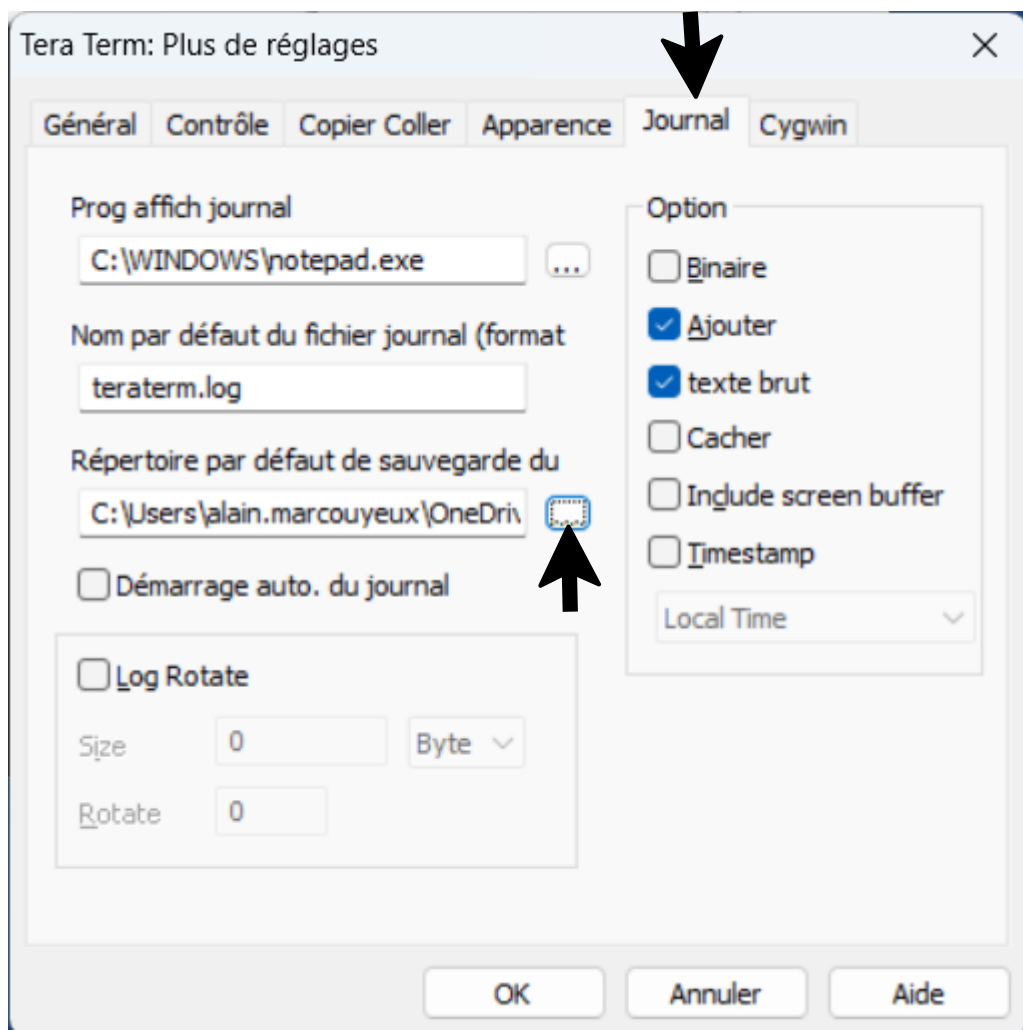 Tera Term: Plus de réglages
Général Contrôle Copier Coller Apparence Journal Cygwin
Prog affich journal
C:\WINDOWS\notepad.exe
...
Nom par défaut du fichier journal (format
teraterm.log
Répertoire par défaut de sauvegarde du
C:\Users\alain.marcouyeux\OneDriv
...
Démarrage auto. du journal
Log Rotate
Size 0 Byte
Rotate 0
Option
Binaire
Ajouter
texte brut
Cacher
Include screen buffer
Timestamp
Local Time
OK Annuler Aide